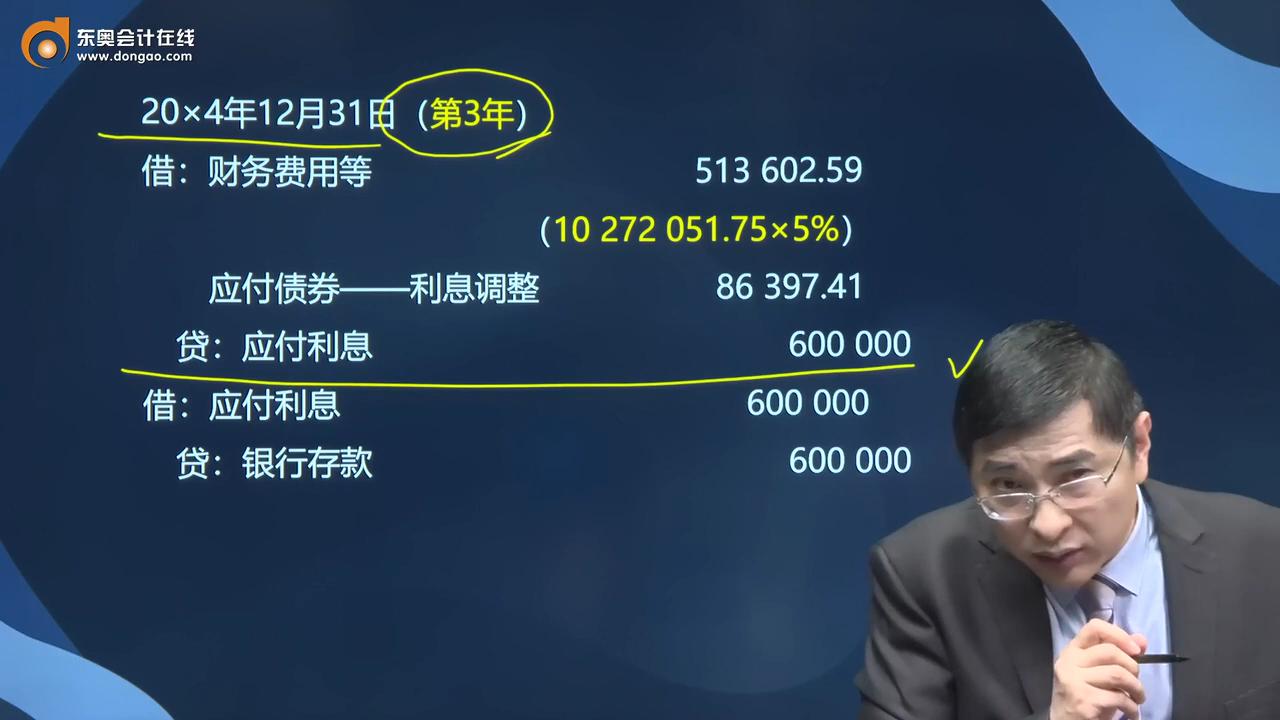 东奥会计在线
www.dongao.com
20×4年12月31日（第3年）
借：财务费用等 513 602.59
（10 272 051.75×5%）
应付债券——利息调整 86 397.41
贷：应付利息 600 000
借：应付利息 600 000
贷：银行存款 600 000